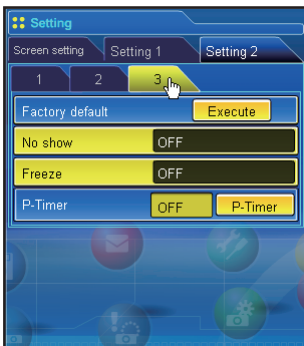 Setting
Screen setting Setting 1 Setting 2
1 2 3
Factory default Execute
No show OFF
Freeze OFF
P-Timer OFF P-Timer